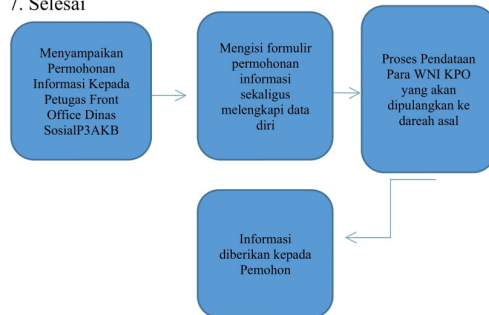 7. Selesai
Menyampaikan
Permohonan
Informasi Kepada
Petugas Front
Office Dinas
SosialP3AKB
Mengisi formulir
permohonan
informasi
sekaligus
melengkapi data
diri
Proses Pendataan
Para WNI KPO
yang akan
dipulangkan ke
dareah asal
Informasi
diberikan kepada
Pemohon